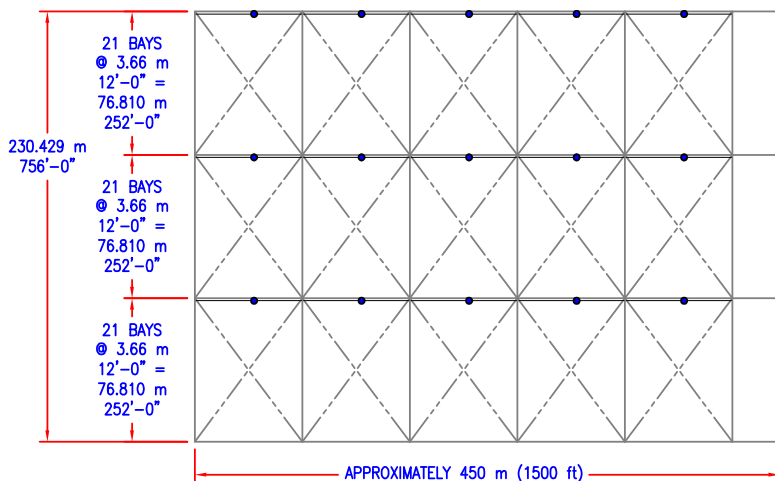 21 BAYS
@ 3.66 m
12'-0" =
76.810 m
252'-0"
230.429 m
756'-0"
21 BAYS
@ 3.66 m
12'-0" =
76.810 m
252'-0"
21 BAYS
@ 3.66 m
12'-0" =
76.810 m
252'-0"
APPROXIMATELY 450 m (1500 ft)